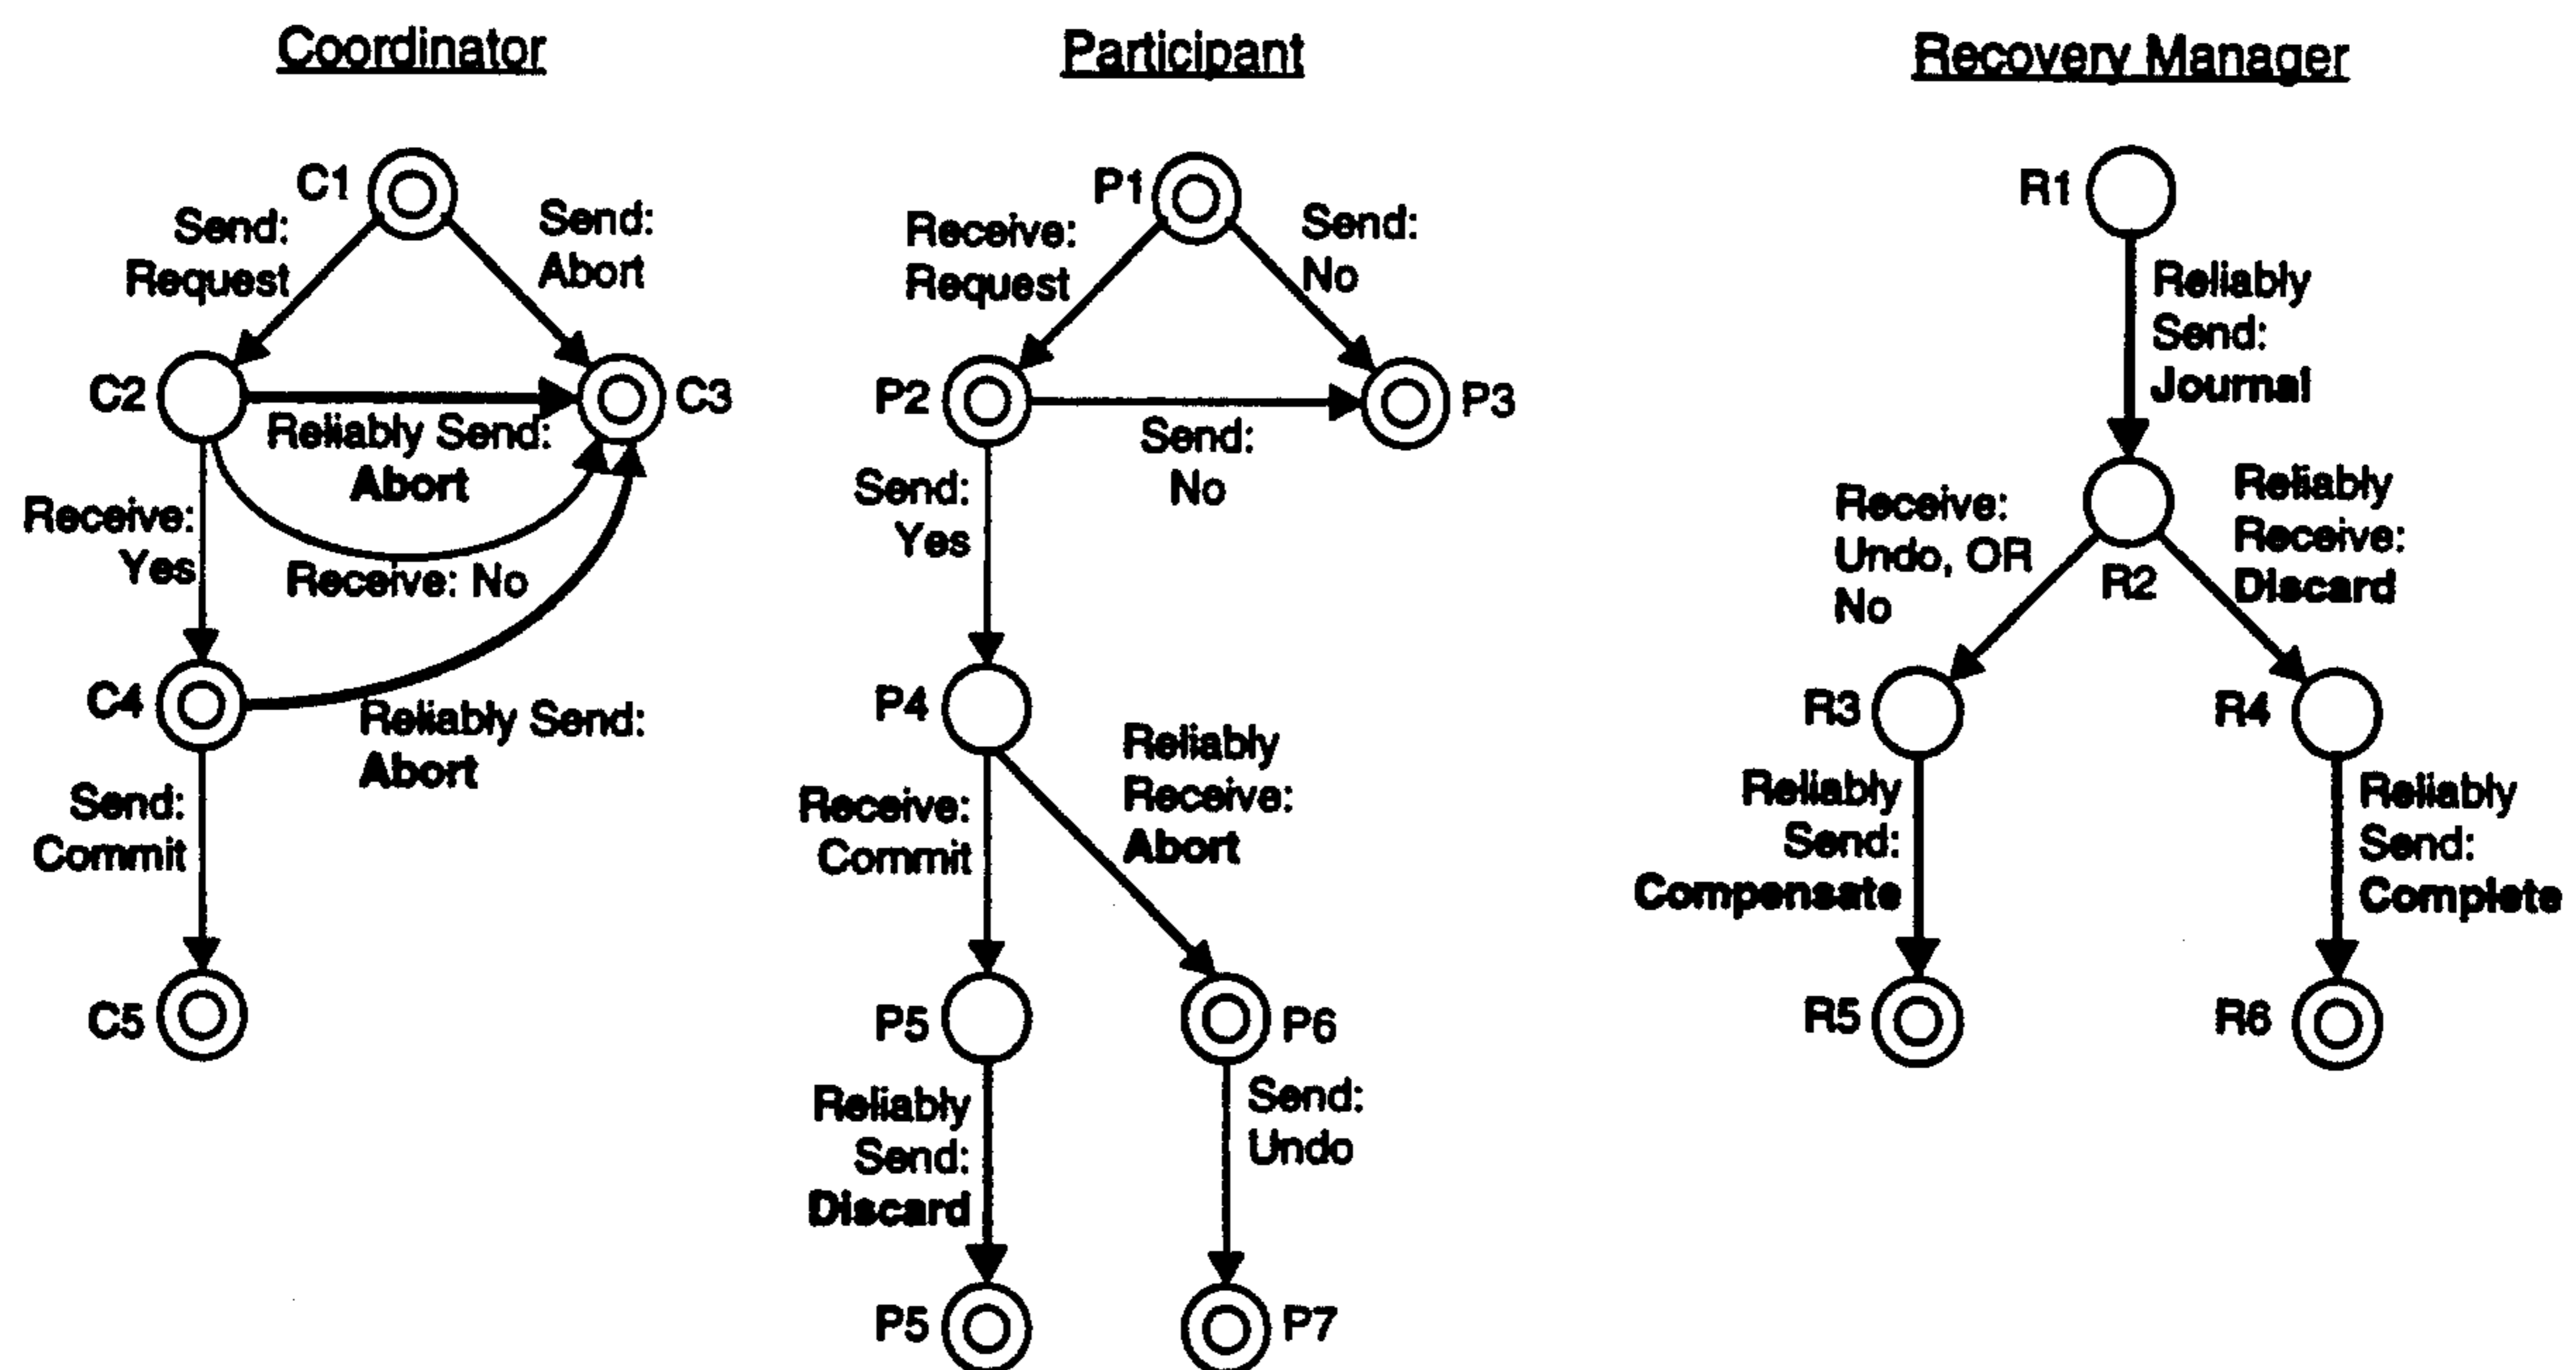 Coordinator
C1
Send:
Request
Send:
Abort
C2
C3
Reliably Send:
Abort
Receive:
Yes
Receive: No
C4
Reliably Send:
Abort
Send:
Commit
C5
Participant
P1
Receive:
Request
Send:
No
P2
P3
Send:
No
Send:
Yes
P4
Receive:
Commit
Reliably
Receive:
Abort
P5
P6
Reliably
Send:
Discard
Send:
Undo
P5
P7
Recovery Manager
R1
Reliably
Send:
Journal
Receive:
Undo, OR
No
R2
Reliably
Receive:
Discard
R3
R4
Reliably
Send:
Compensate
Reliably
Send:
Complete
R5
R6